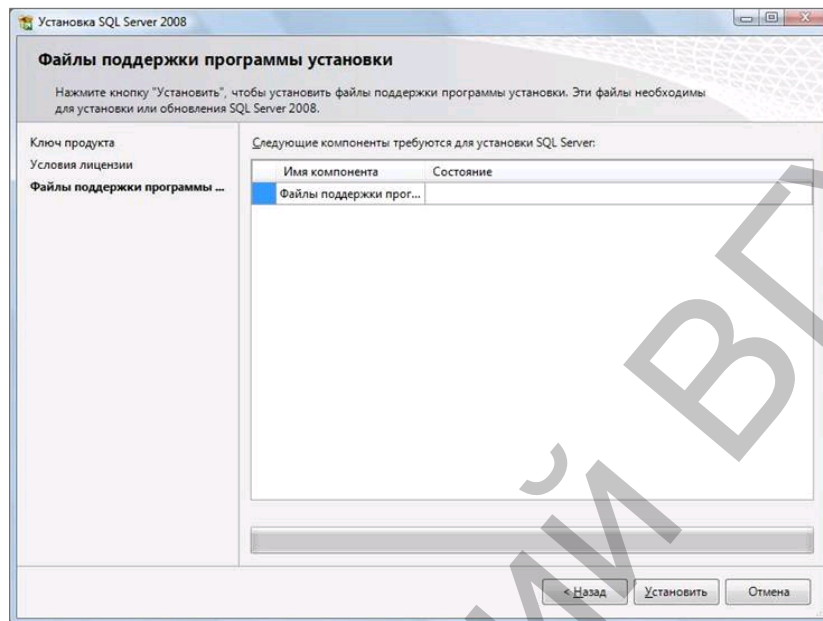 Установка SQL Server 2008
Файлы поддержки программы установки
Нажмите кнопку "Установить", чтобы установить файлы поддержки программы установки. Эти файлы необходимы
для установки или обновления SQL Server 2008.
Ключ продукта
Условия лицензии
Файлы поддержки программы ...
Следующие компоненты требуются для установки SQL Server:
Имя компонента Состояние
Файлы поддержки прог...
< Назад Установить Отмена